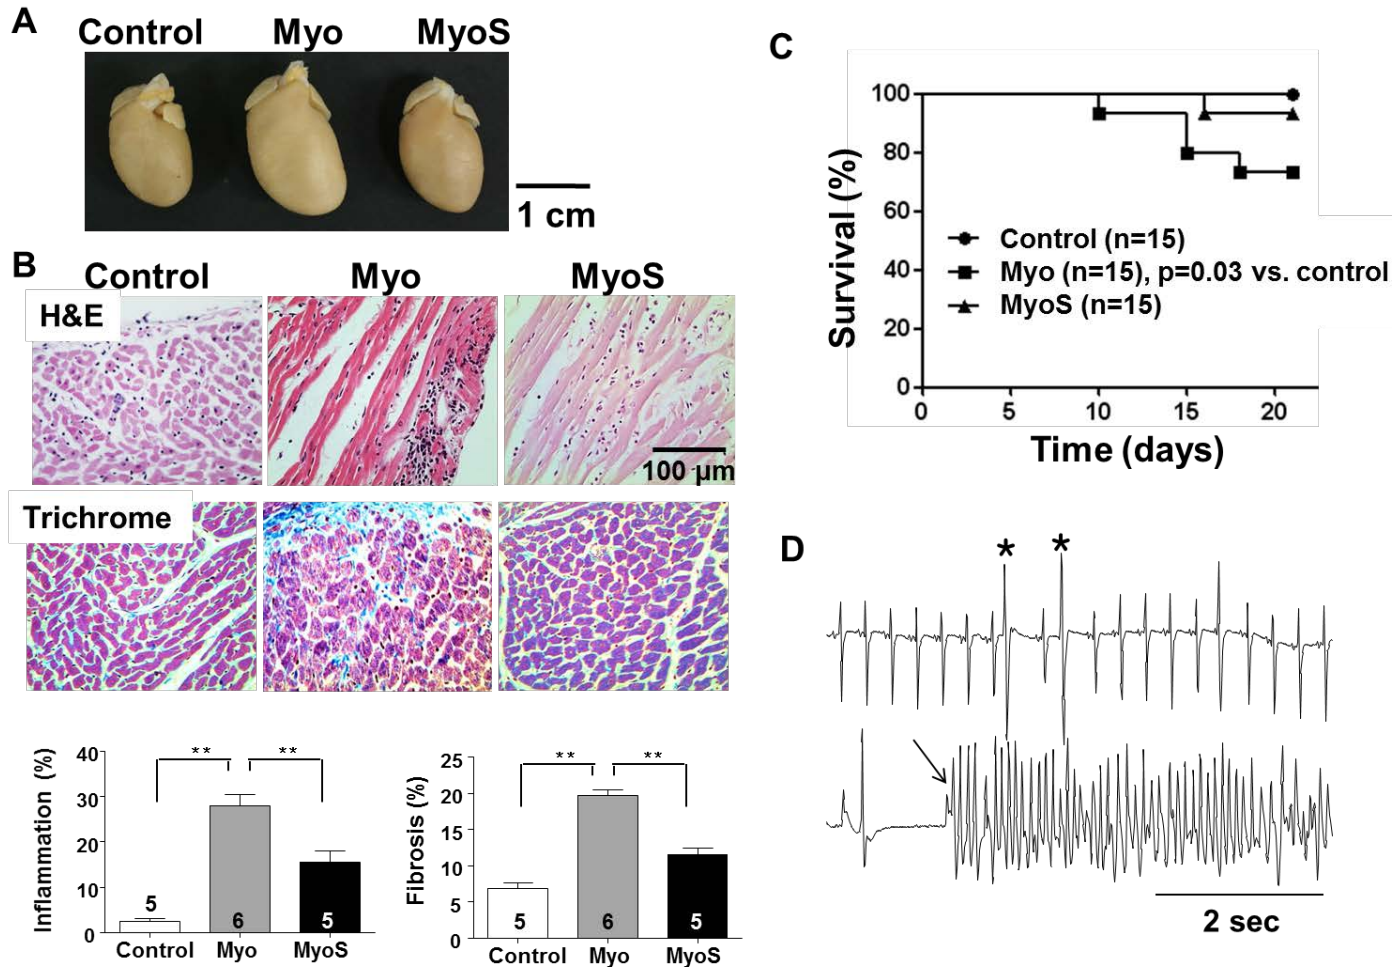 A
Control Myo MyoS
1 cm
B
Control Myo MyoS
H&E
100 µm
Trichrome
Inflammation (%)
40
30
20
10
0
** **
5 6 5
Control Myo MyoS
Fibrosis (%)
25
20
15
10
5
0
** **
5 6 5
Control Myo MyoS
C
Survival (%)
100
80
60
40
20
0
Control (n=15)
Myo (n=15), p=0.03 vs. control
MyoS (n=15)
0 5 10 15 20
Time (days)
D
* *
2 sec